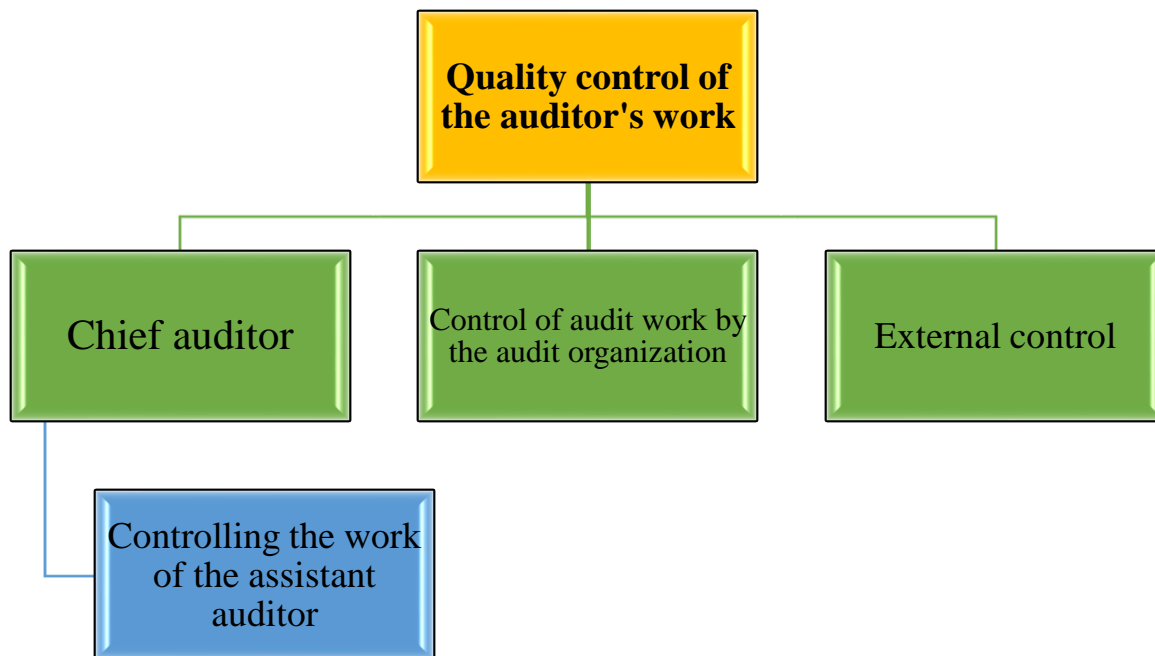 Quality control of
the auditor's work
Chief auditor
Control of audit work by
the audit organization
External control
Controlling the work
of the assistant
auditor